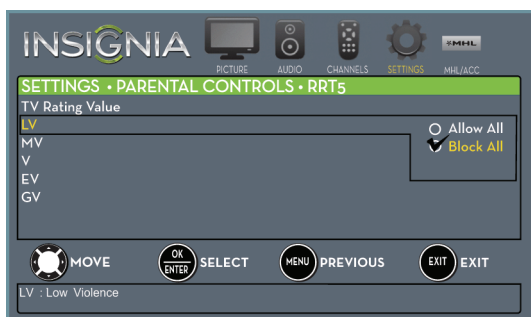 INSIGNIA
PICTURE AUDIO CHANNELS SETTINGS MHL/ACC
MHL
SETTINGS • PARENTAL CONTROLS • RRT5
TV Rating Value
LV
Allow All
MV
Block All
V
EV
GV
MOVE OK ENTER SELECT MENU PREVIOUS EXIT EXIT
LV : Low Violence